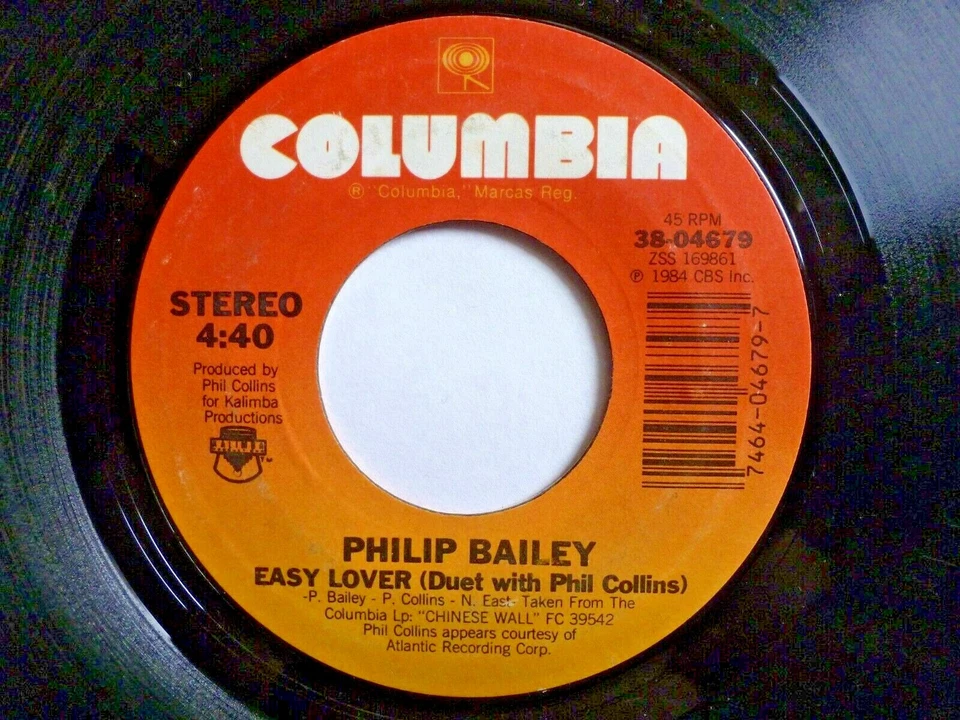 COLUMBIA
® "Columbia," Marcas Reg.
45 RPM
38-04679
ZSS 169861
℗ 1984 CBS Inc.
STEREO
4:40
Produced by
Phil Collins
for Kalimba
Productions
TM
7464-04679-7
PHILIP BAILEY
EASY LOVER (Duet with Phil Collins)
-P. Bailey - P. Collins - N. East- Taken From The
Columbia Lp: "CHINESE WALL" FC 39542
Phil Collins appears courtesy of
Atlantic Recording Corp.